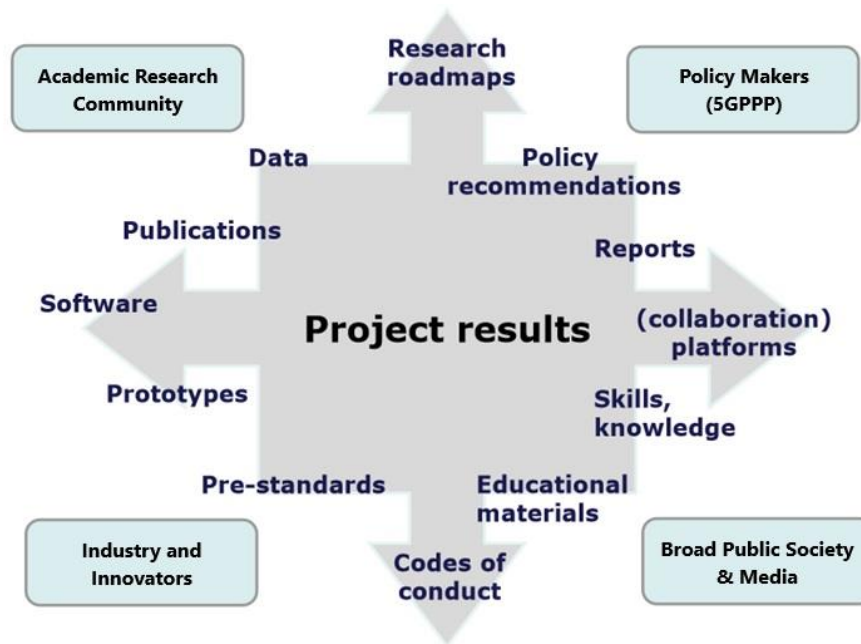 Research
roadmaps
Academic Research
Community
Policy Makers
(5GPPP)
Data
Policy
recommendations
Publications
Reports
Software
Project results
(collaboration)
platforms
Prototypes
Skills,
knowledge
Pre-standards
Educational
materials
Industry and
Innovators
Codes of
conduct
Broad Public Society
& Media